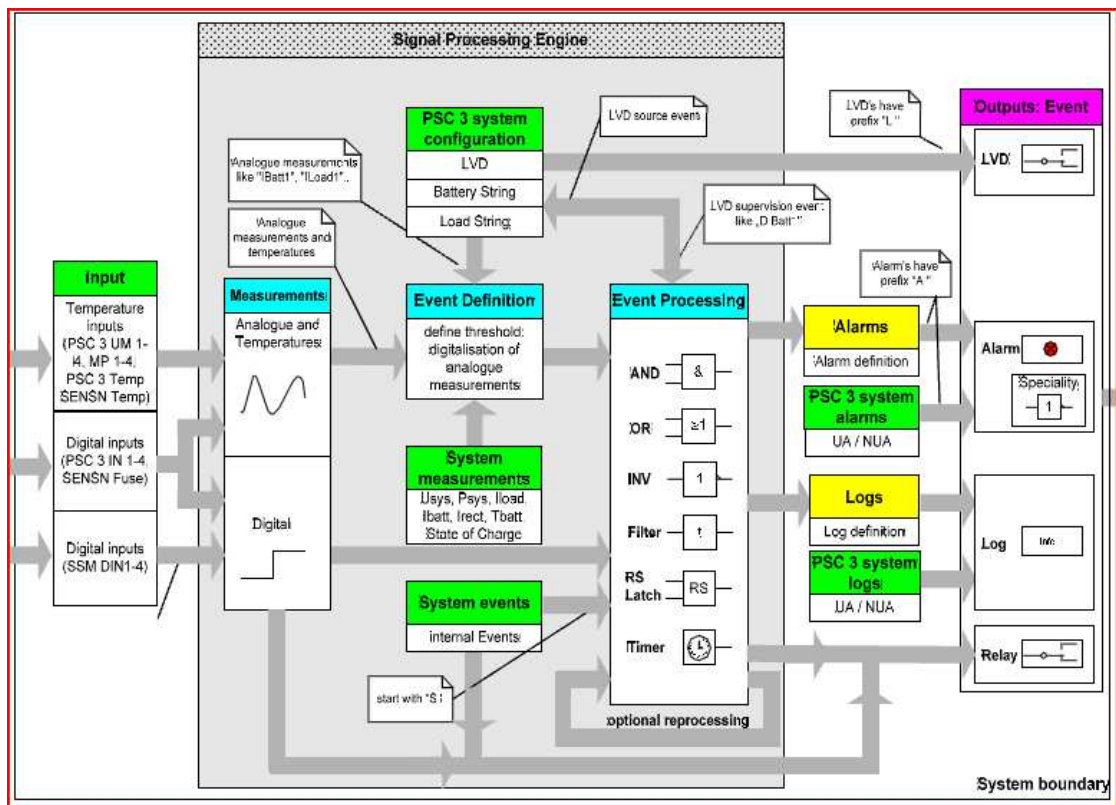 Signal Processing Engine
PSC 3 system
configuration
LVD
Battery String
Load String
LVD source event
LVD's have
prefix "L "
Outputs: Event
LVD
Analogue measurements
like "IBatt1", "ILoad1"..
Analogue
measurements and
temperatures
LVD supervision event
like „D Batt "
Alarm's have
prefix "A "
Input
Temperature
inputs
(PSC 3 UM 1-
4, MP 1-4,
PSC 3 Temp
SENSN Temp)
Digital inputs
(PSC 3 IN 1-4,
SENSN Fuse)
Digital inputs
(SSM DIN1-4)
Measurements
Analogue and
Temperatures
Digital
Event Definition
define threshold:
digitalisation of
analogue
measurements
System
measurements
Usys, Psys, Iload,
Ibatt, Irect, Tbatt
State of Charge
System events
internal Events
start with "S
Event Processing
AND
&
OR
≥1
INV
1
Filter
t
RS
Latch
RS
Timer
optional reprocessing
Alarms
Alarm definition
PSC 3 system
alarms
UA / NUA
Logs
Log definition
PSC 3 system
logs
UA / NUA
Alarm
Speciality
1
Log
Info
Relay
System boundary